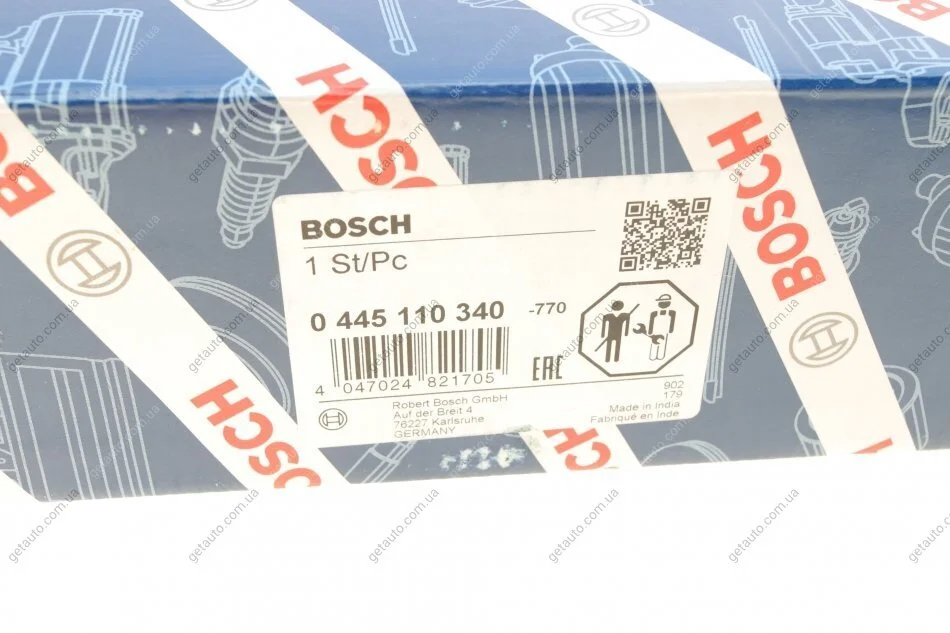 BOSCH
BOSCH
BOSCH
BOSCH
BOSCH
1 St/Pc
0 445 110 340 -770
4 047024 821705
EAC
902
179
Robert Bosch GmbH
Auf der Breit 4
76227 Karlsruhe
GERMANY
Made in India
Fabriqué en Inde
BOSCH
getauto.com.ua